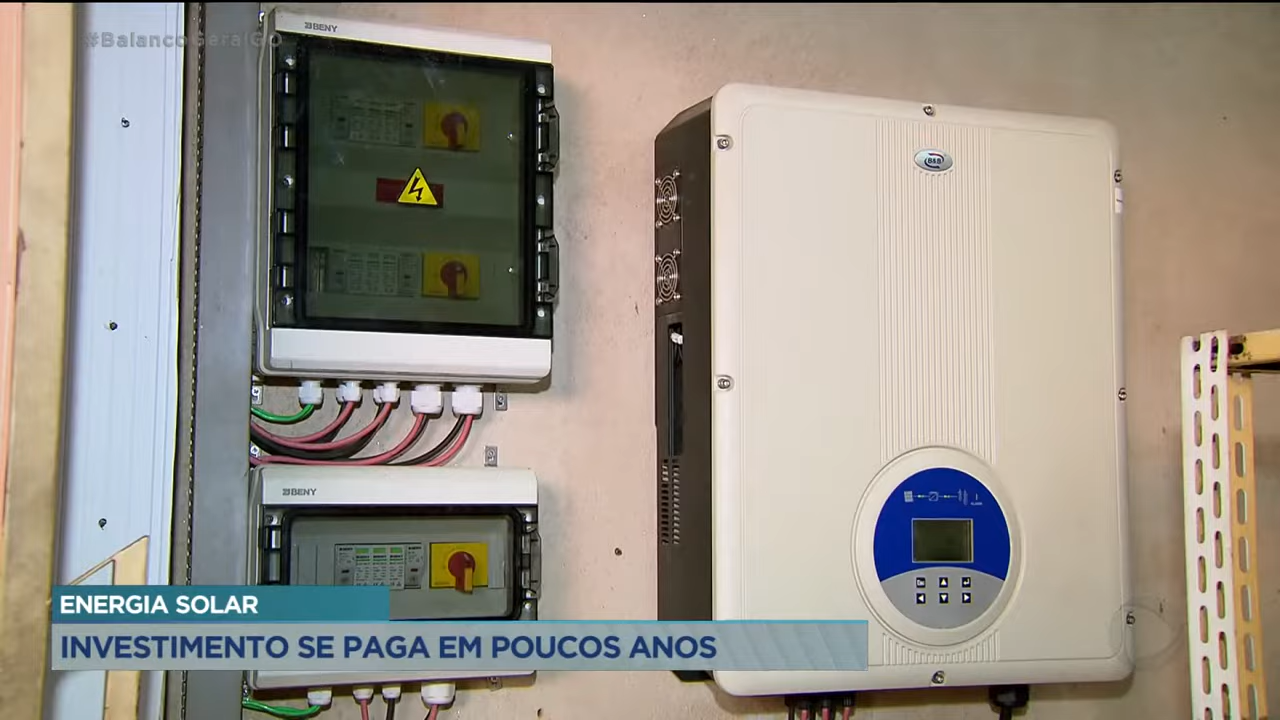 #BalancoGeralGO
BENY
B&B
BENY
ENERGIA SOLAR
INVESTIMENTO SE PAGA EM POUCOS ANOS